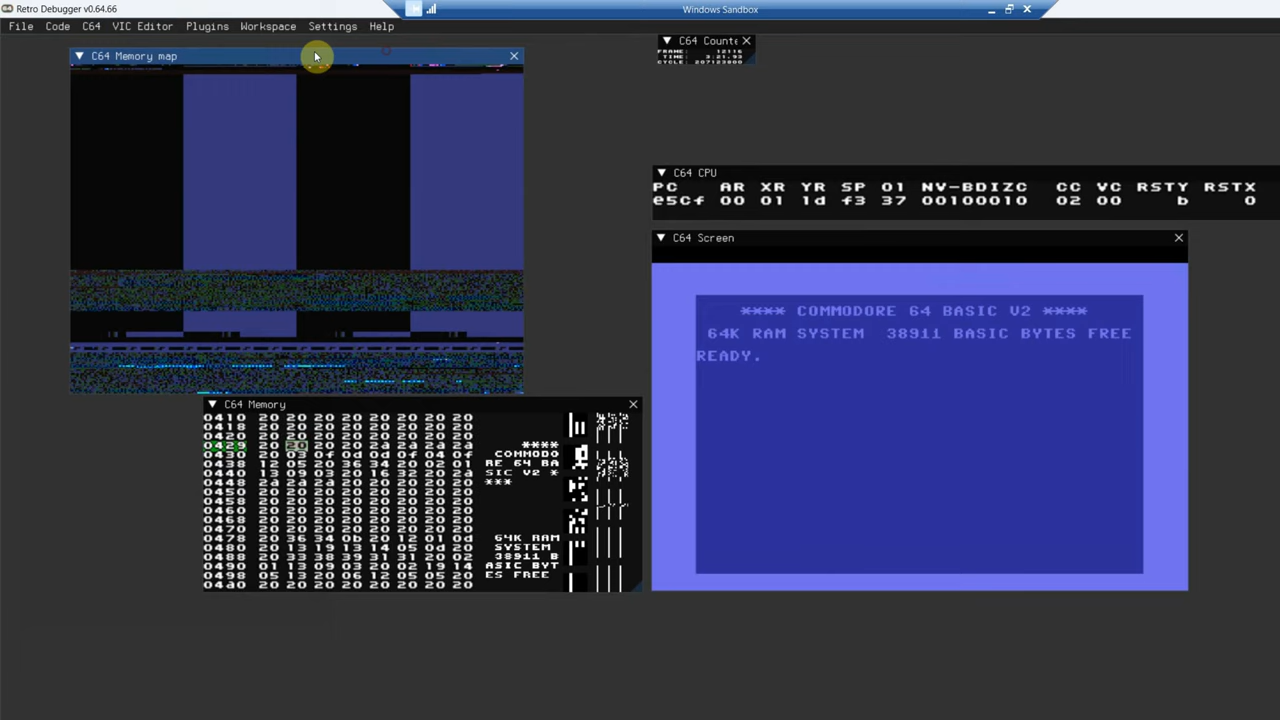 Retro Debugger v0.64.66
Windows Sandbox
File Code C64 VIC Editor Plugins Workspace Settings Help
C64 Memory map
C64 Counte
FRAME: 12116
TIME: 3:21.93
CYCLE: 207123800
C64 CPU
PC AR XR YR SP 01 NV-BDIZC CC VC RSTY RSTX
e5cf 00 01 1d f3 37 00100010 02 00 b 0
C64 Screen
**** COMMODORE 64 BASIC V2 ****
64K RAM SYSTEM 38911 BASIC BYTES FREE
READY.
C64 Memory
0410 20 20 20 20 20 20 20 20
0418 20 20 20 20 20 20 20 20
0420 20 20 20 20 20 20 20 20
20 20 20 20 2a 2a 2a 2a ****
0430 20 03 0f 0d 0d 0f 04 0f COMMODO
0438 12 05 20 36 34 20 02 01 RE 64 BA
0440 13 09 03 20 16 32 20 2a SIC V2 *
0448 2a 2a 2a 20 20 20 20 20 ***
0450 20 20 20 20 20 20 20 20
0458 20 20 20 20 20 20 20 20
0460 20 20 20 20 20 20 20 20
0468 20 20 20 20 20 20 20 20
0470 20 20 20 20 20 20 20 20
0478 20 36 34 0b 20 12 01 0d 64K RAM
0480 20 13 19 13 14 05 0d 20 SYSTEM
0488 20 33 38 39 31 31 20 02 38911 B
0490 01 13 09 03 20 02 19 14 ASIC BYT
0498 05 13 20 06 12 05 05 20 ES FREE
04a0 20 20 20 20 20 20 20 20